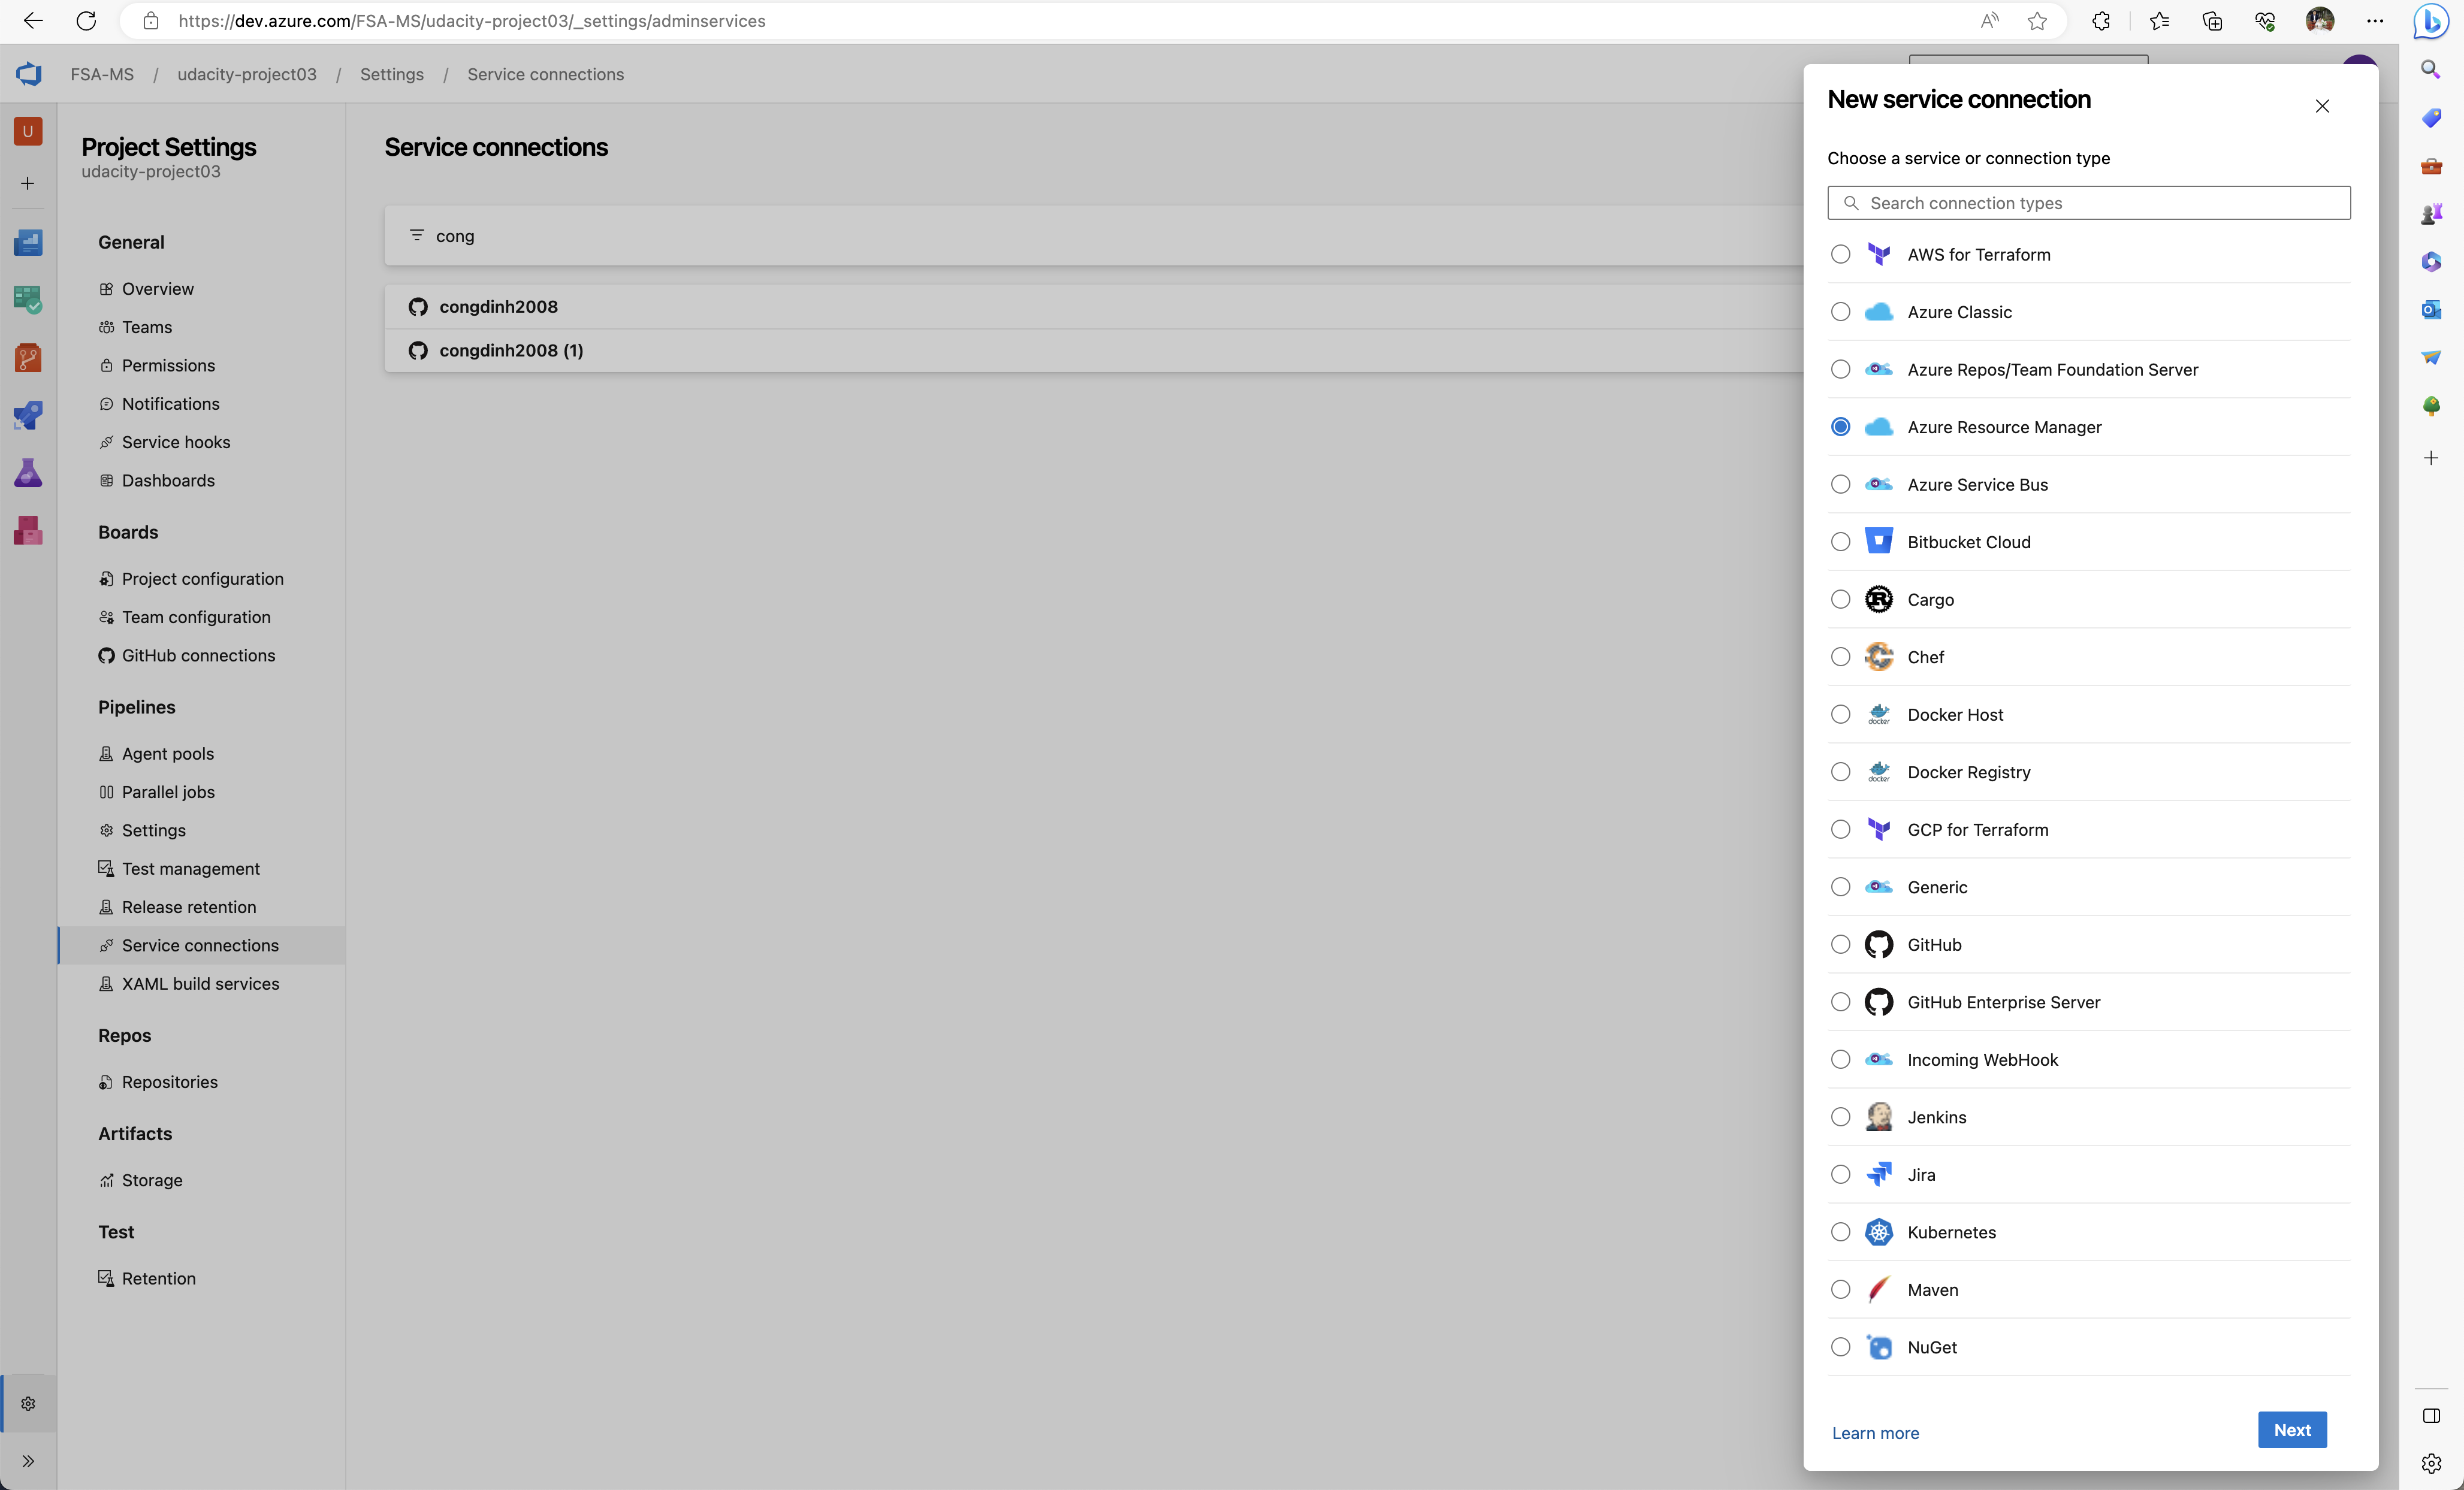 https://dev.azure.com/FSA-MS/udacity-project03/_settings/adminservices
FSA-MS / udacity-project03 / Settings / Service connections
U
Project Settings
udacity-project03
General
Overview
Teams
Permissions
Notifications
Service hooks
Dashboards
Boards
Project configuration
Team configuration
GitHub connections
Pipelines
Agent pools
Parallel jobs
Settings
Test management
Release retention
Service connections
XAML build services
Repos
Repositories
Artifacts
Storage
Test
Retention
Service connections
cong
congdinh2008
congdinh2008 (1)
New service connection
Choose a service or connection type
Search connection types
AWS for Terraform
Azure Classic
Azure Repos/Team Foundation Server
Azure Resource Manager
Azure Service Bus
Bitbucket Cloud
Cargo
Chef
docker
Docker Host
docker
Docker Registry
GCP for Terraform
Generic
GitHub
GitHub Enterprise Server
Incoming WebHook
Jenkins
Jira
Kubernetes
Maven
NuGet
Learn more
Next